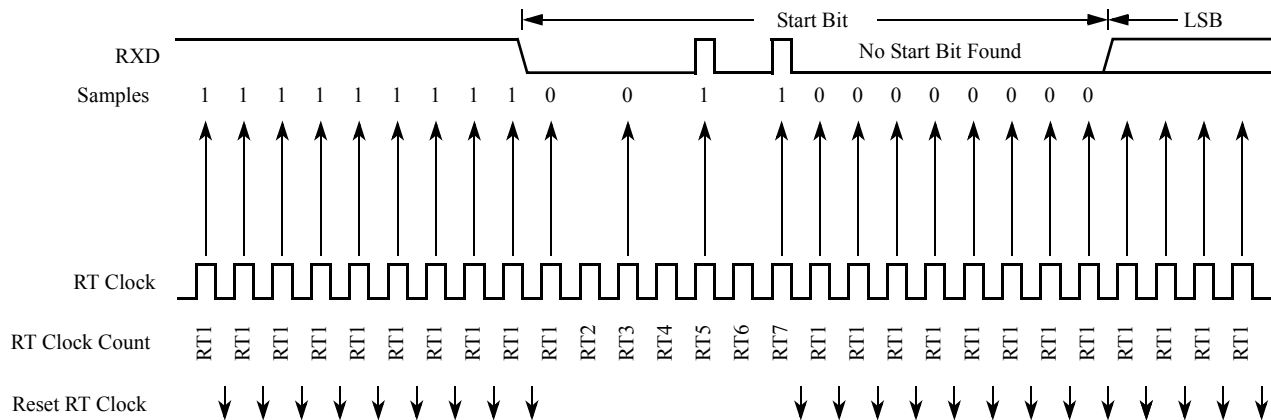 Start Bit LSB
RXD No Start Bit Found
Samples 1 1 1 1 1 1 1 1 1 0 0 1 1 0 0 0 0 0 0 0 0
RT Clock
RT Clock Count RT1 RT1 RT1 RT1 RT1 RT1 RT1 RT1 RT1 RT1 RT2 RT3 RT4 RT5 RT6 RT7 RT1 RT1 RT1 RT1 RT1 RT1 RT1 RT1 RT1 RT1 RT1 RT1
Reset RT Clock